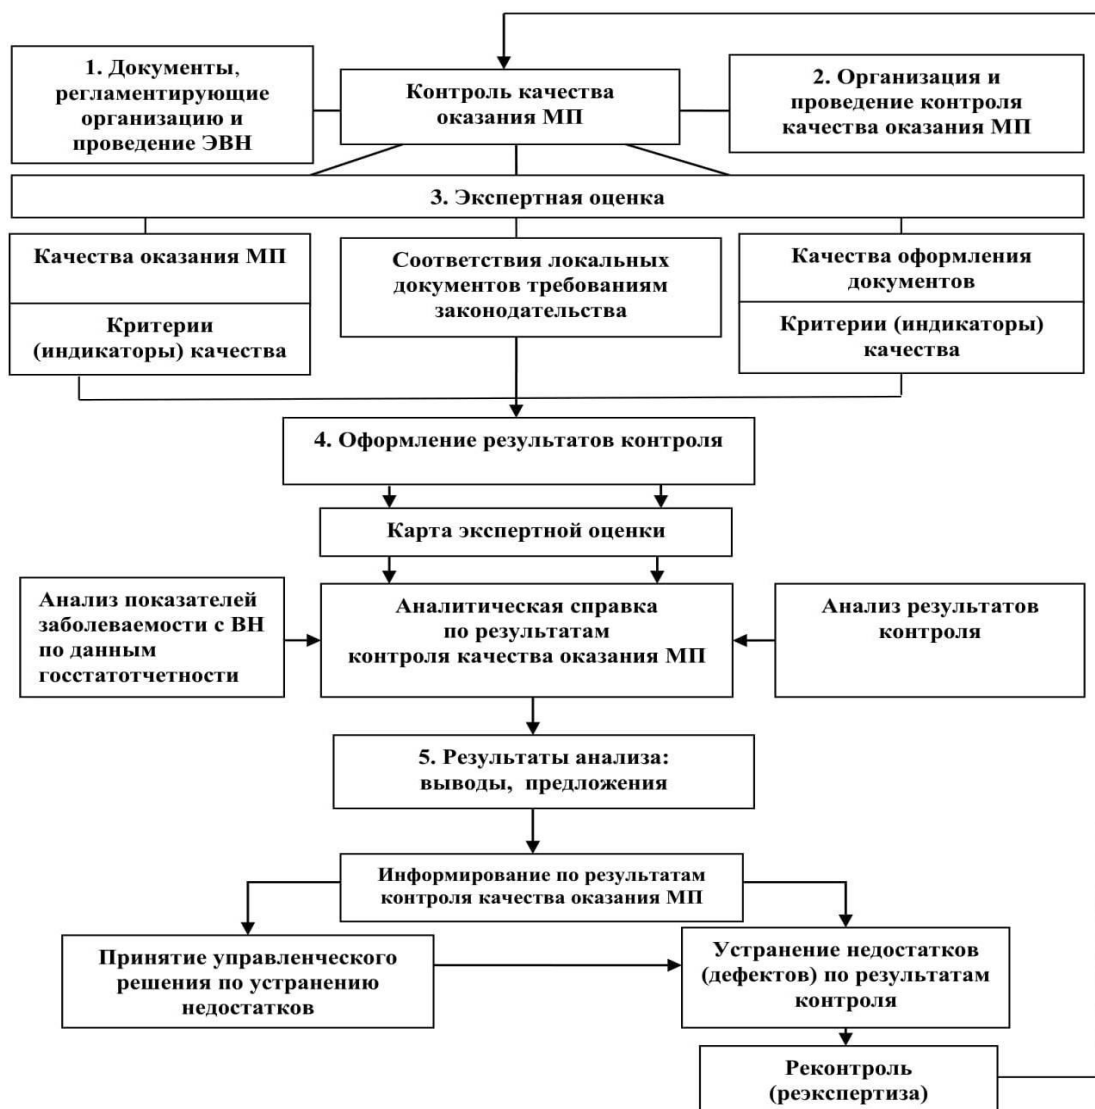 1. Документы,
регламентирующие
организацию и
проведение ЭВН
Контроль качества
оказания МП
2. Организация и
проведение контроля
качества оказания МП
3. Экспертная оценка
Качества оказания МП
Критерии
(индикаторы) качества
Соответствия локальных
документов требованиям
законодательства
Качества оформления
документов
Критерии (индикаторы)
качества
4. Оформление результатов контроля
Карта экспертной оценки
Анализ показателей
заболеваемости с ВН
по данным
госстатотчетности
Аналитическая справка
по результатам
контроля качества оказания МП
Анализ результатов
контроля
5. Результаты анализа:
выводы, предложения
Информирование по результатам
контроля качества оказания МП
Принятие управленческого
решения по устранению
недостатков
Устранение недостатков
(дефектов) по результатам
контроля
Реконтроль
(реэкспертиза)